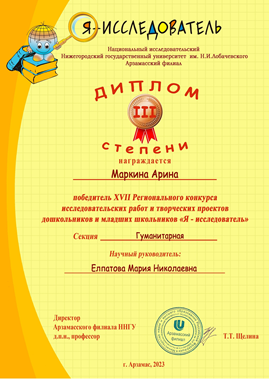 Я-ИССЛЕДОВАТЕЛЬ
Национальный исследовательский
Нижегородский государственный университет им. Н.И.Лобачевского
Арзамасский филиал
ДИПЛОМ
III
степени
награждается
Маркина Арина
победитель XVII Регионального конкурса
исследовательских работ и творческих проектов
дошкольников и младших школьников «Я - исследователь»
Секция Гуманитарная
Научный руководитель:
Елпатова Мария Николаевна
Директор
Арзамасского филиала ННГУ
д.п.н., профессор
Т.Т. Щелина
г. Арзамас, 2023